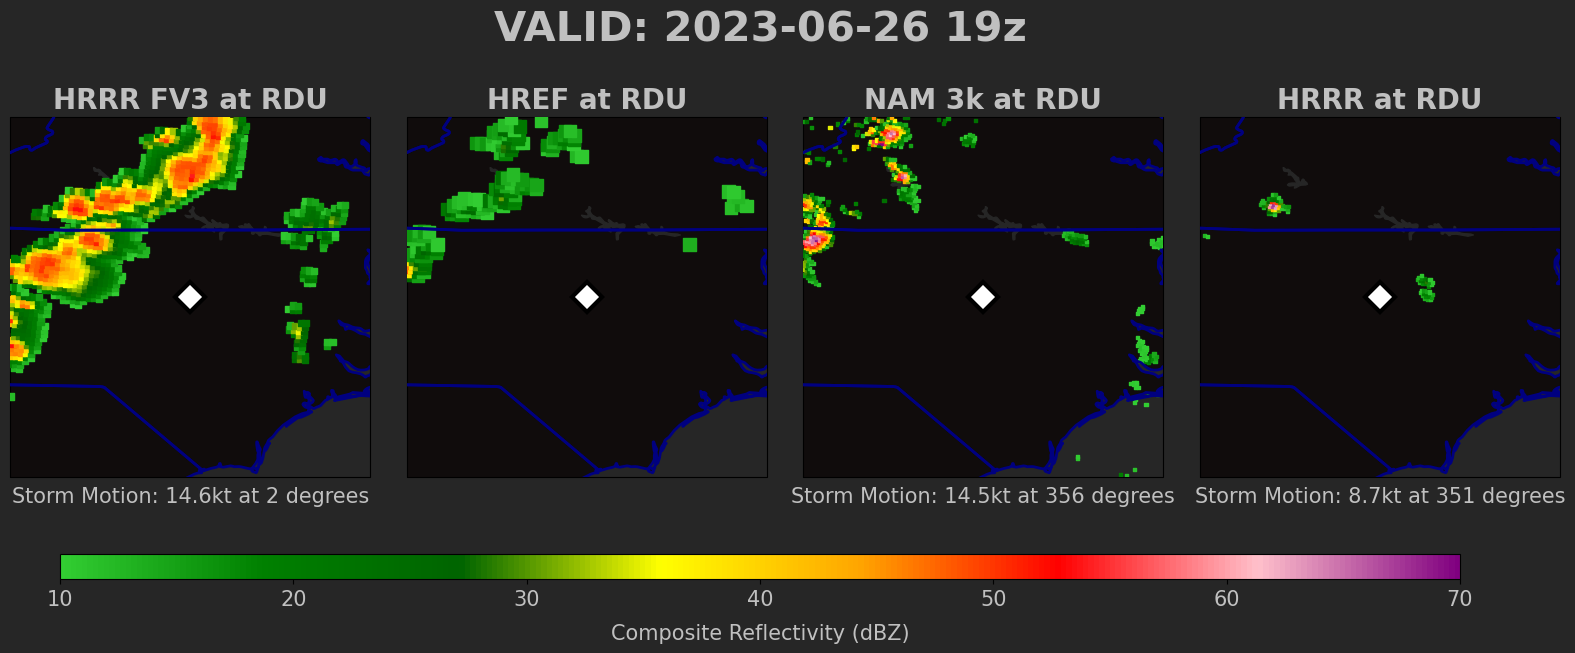 VALID: 2023-06-26 19z
HRRR FV3 at RDU
HREF at RDU
NAM 3k at RDU
HRRR at RDU
Storm Motion: 14.6kt at 2 degrees
Storm Motion: 14.5kt at 356 degrees
Storm Motion: 8.7kt at 351 degrees
10 20 30 40 50 60 70
Composite Reflectivity (dBZ)